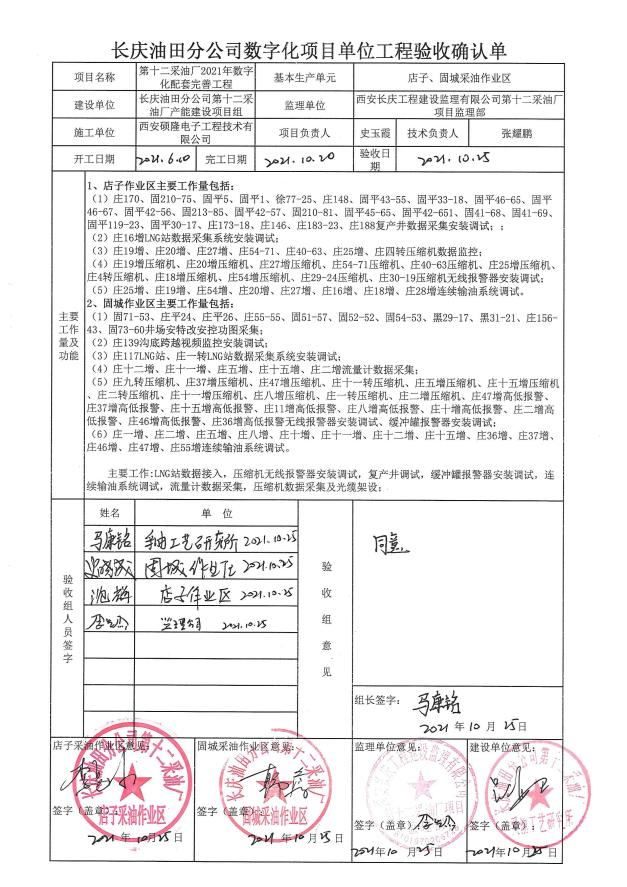 长庆油田分公司数字化项目单位工程验收确认单
项目名称 第十二采油厂2021年数字化配套完善工程 基本生产单元 店子、固城采油作业区
建设单位 长庆油田分公司第十二采油厂产能建设项目组 监理单位 西安长庆工程建设监理有限公司第十二采油厂项目监理部
施工单位 西安硕隆电子工程技术有限公司 项目负责人 史玉霞 技术负责人 张耀鹏
开工日期 2021.6.10 完工日期 2021.10.20 验收日期 2021.10.25
主要工作量及功能
1、店子作业区主要工作量包括:
(1)庄170、固210-75、固平5、固平1、徐77-25、庄148、固平43-55、固平33-18、固平46-65、固平
46-67、固平42-56、固213-85、固平42-57、固210-81、固平45-65、固平42-651、固41-68、固41-69、
固平119-23、固平30-17、庄173-18、庄146、庄183-23、庄188复产井数据采集安装调试;;
(2)庄16增LNG站数据采集系统安装调试;
(3)庄19增、庄20增、庄27增、庄54-71、庄40-63、庄25增、庄四转压缩机数据监控;
(4)庄19增压缩机、庄20增压缩机、庄27增压缩机、庄54-71压缩机、庄40-63压缩机、庄25增压缩机、
庄4转压缩机、庄18增压缩机、庄54增压缩机、庄29-24压缩机、庄30-19压缩机无线报警器安装调试;
(5)庄25增、庄19增、庄54增、庄20增、庄27增、庄16增、庄18增、庄28增连续输油系统调试。
2、固城作业区主要工作量包括:
(1)固71-53、庄平24、庄平26、庄55-55、固51-57、固52-52、固54-53、黑29-17、黑31-21、庄156-
43、固73-60井场安特改安控功图采集;
(2)庄139沟底跨越视频监控安装调试;
(3)庄117LNG站、庄一转LNG站数据采集系统安装调试;
(4)庄十二增、庄十一增、庄五增、庄十五增、庄二增流量计数据采集;
(5)庄九转压缩机、庄37增压缩机、庄47增压缩机、庄十一转压缩机、庄五增压缩机、庄十五增压缩机
、庄二转压缩机、庄十一增压缩机、庄八增压缩机、庄一转压缩机、庄二增压缩机、庄47增高低报警、
庄37增高低报警、庄十五增高低报警、庄11增高低报警、庄八增高低报警、庄十增高低报警、庄二增高
低报警、庄46增高低报警、庄36增高低报警无线报警器安装调试、缓冲罐报警器安装调试;
(6)庄一增、庄二增、庄五增、庄八增、庄十增、庄十一增、庄十二增、庄十五增、庄36增、庄37增、
庄46增、庄47增、庄55增连续输油系统调试。
主要工作:LNG站数据接入,压缩机无线报警器安装调试,复产井调试,缓冲罐报警器安装调试,连
续输油系统调试,流量计数据采集,压缩机数据采集及光缆架设;
验收组人员签字
姓名 单 位
马康铭 采油工艺研究所 2021.10.25
固城作业区 2021.10.25
店子作业区 2021.10.25
监理公司 2021.10.25
验收组意见
同意
组长签字: 马康铭
2021年10月25日
店子采油作业区意见: 固城采油作业区意见: 监理单位意见: 建设单位意见:
签字(盖章): 签字(盖章): 签字(盖章): 签字(盖章):
2021年10月25日 2021年10月25日 2021年10月25日 2021年10月25日
长庆油田分公司第十二采油厂
店子采油作业区
长庆油田分公司第十二采油厂
固城采油作业区